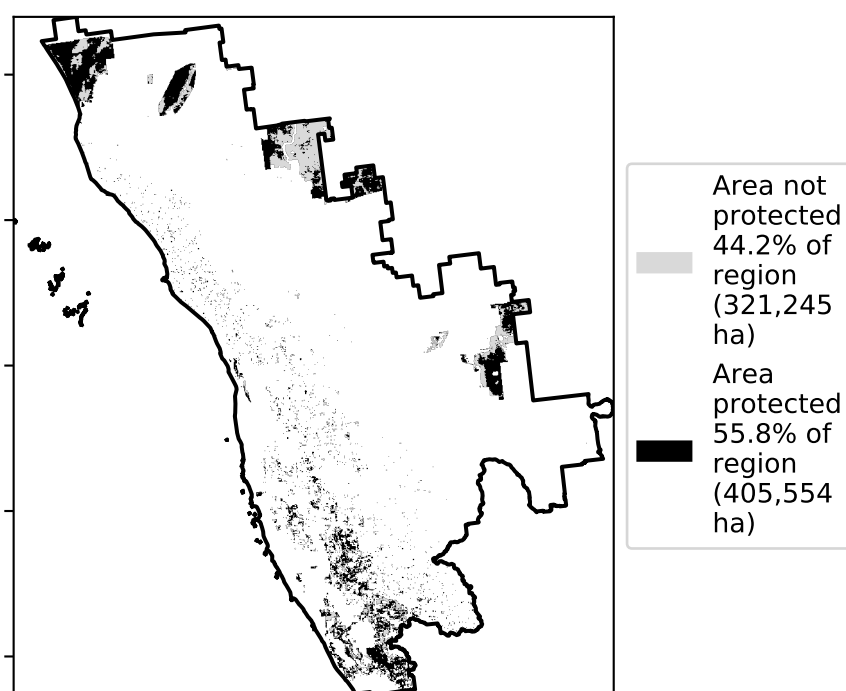 Area not
protected
44.2% of
region
(321,245
ha)
Area
protected
55.8% of
region
(405,554
ha)